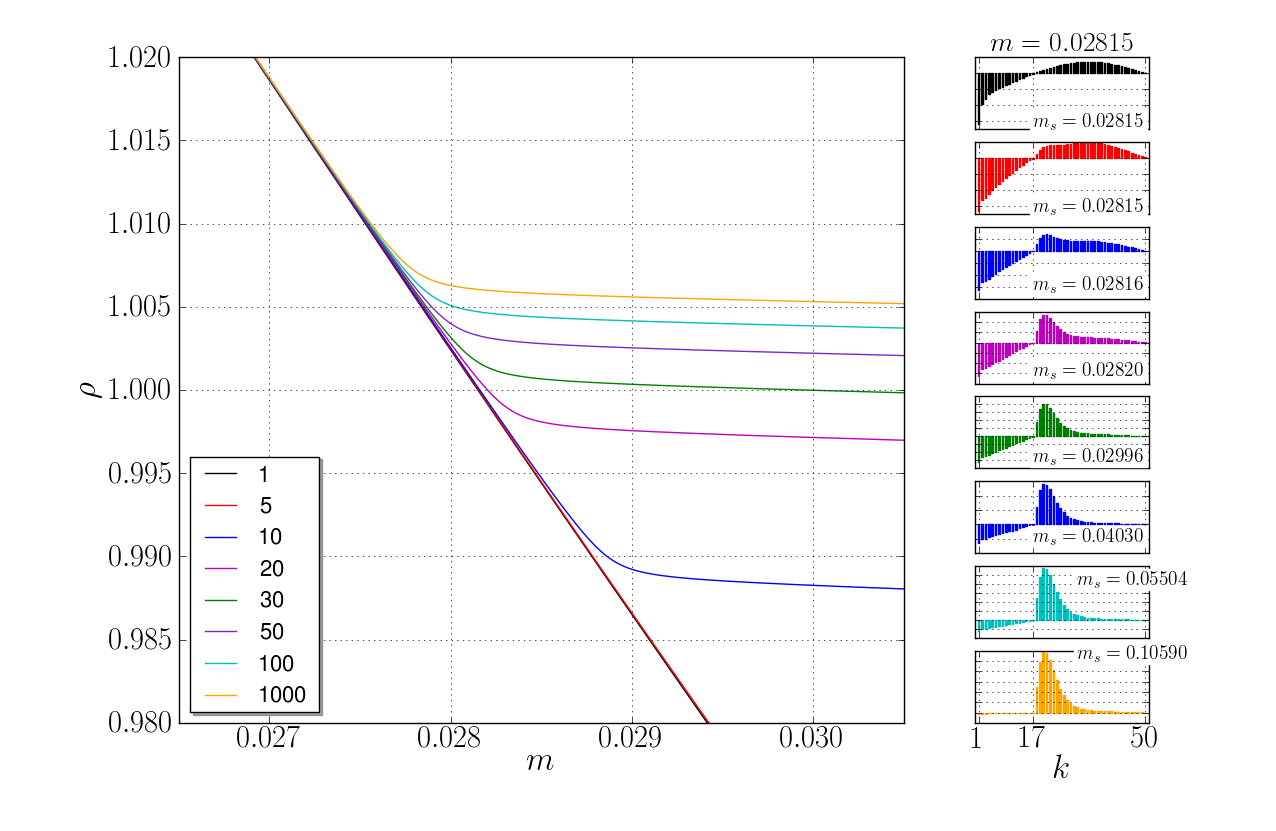 1.020
1.015
1.010
1.005
1.000
0.995
0.990
0.985
0.980
ρ
0.027 0.028 0.029 0.030
m
1
5
10
20
30
50
100
1000
m = 0.02815
m_s = 0.02815
m_s = 0.02815
m_s = 0.02816
m_s = 0.02820
m_s = 0.02996
m_s = 0.04030
m_s = 0.05504
m_s = 0.10590
1 17 50
k